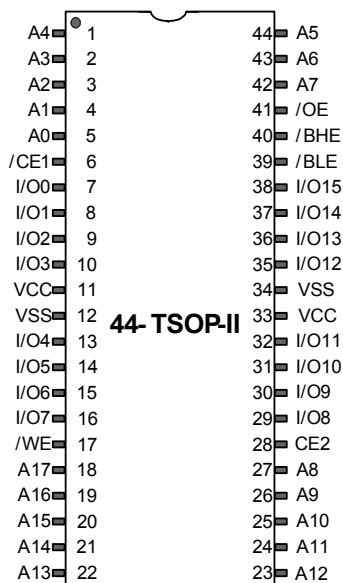 A4 1 44 A5
A3 2 43 A6
A2 3 42 A7
A1 4 41 /OE
A0 5 40 /BHE
/CE1 6 39 /BLE
I/O0 7 38 I/O15
I/O1 8 37 I/O14
I/O2 9 36 I/O13
I/O3 10 35 I/O12
VCC 11 34 VSS
VSS 12 33 VCC
44- TSOP-II
I/O4 13 32 I/O11
I/O5 14 31 I/O10
I/O6 15 30 I/O9
I/O7 16 29 I/O8
/WE 17 28 CE2
A17 18 27 A8
A16 19 26 A9
A15 20 25 A10
A14 21 24 A11
A13 22 23 A12